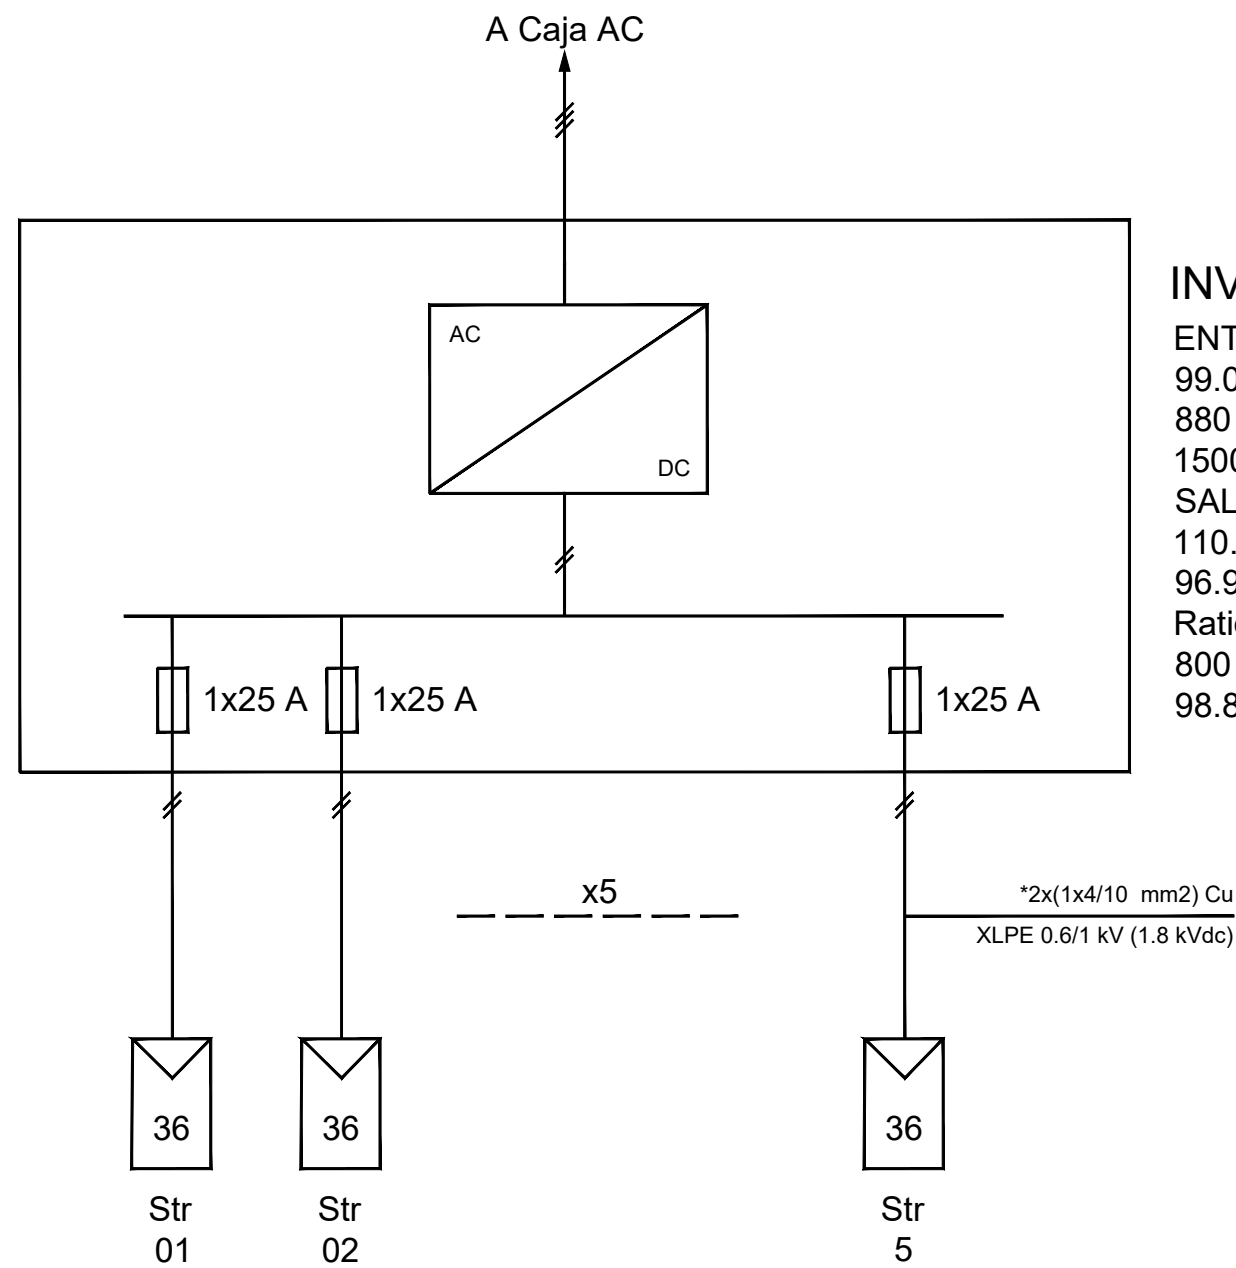 A Caja AC
AC
DC
1x25 A
1x25 A
1x25 A
INV
ENT
99.0
880
1500
SAL
110.
96.9
Rati
800
98.8
x5
*2x(1x4/10 mm2) Cu
XLPE 0.6/1 kV (1.8 kVdc)
36
36
36
Str
01
Str
02
Str
5